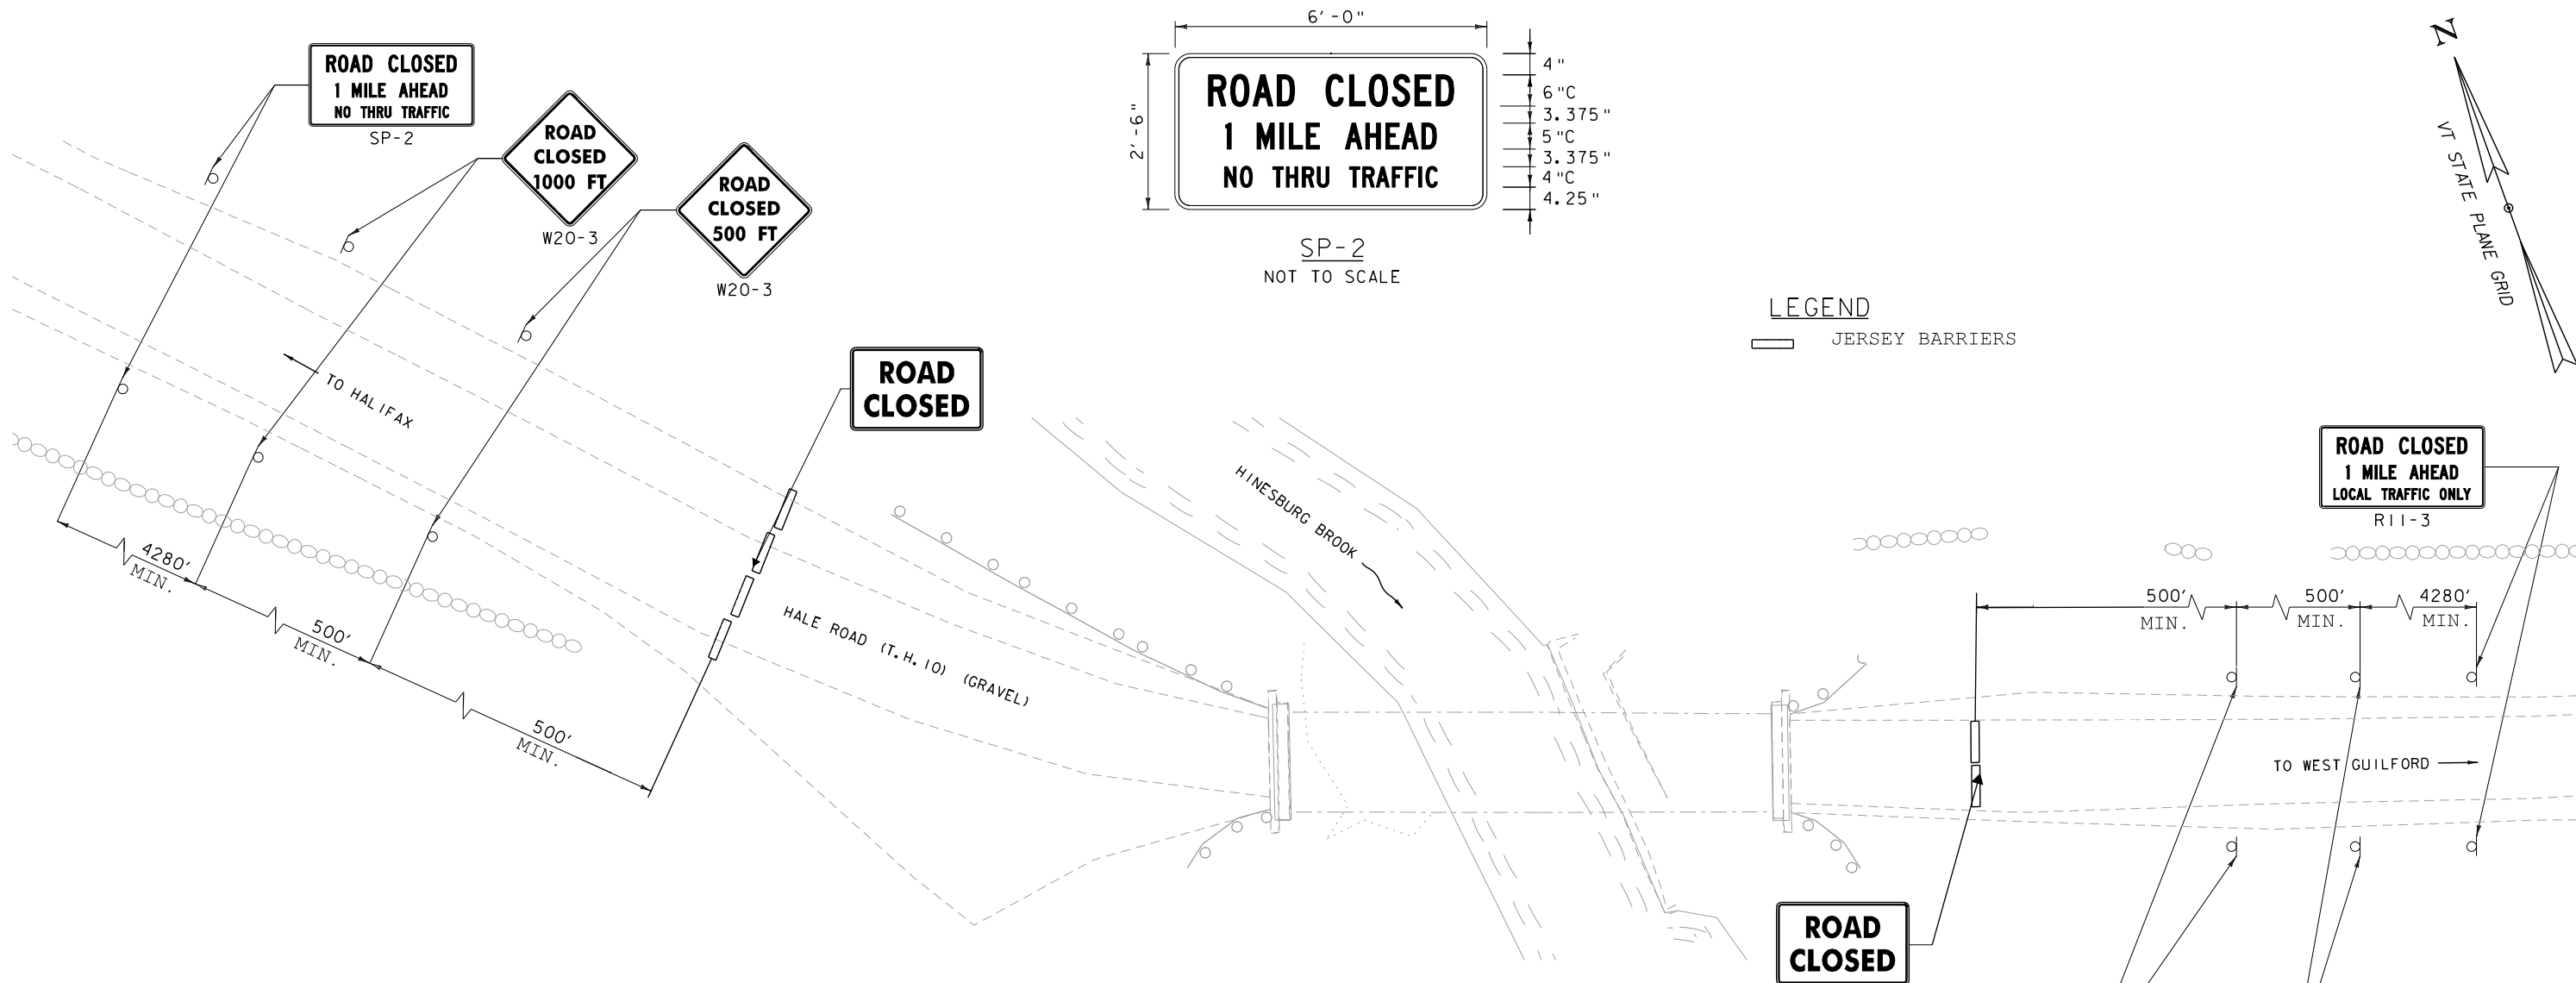 ROAD CLOSED
1 MILE AHEAD
NO THRU TRAFFIC
SP-2
ROAD
CLOSED
1000 FT
W20-3
ROAD
CLOSED
500 FT
W20-3
6'-0"
2'-6"
ROAD CLOSED
1 MILE AHEAD
NO THRU TRAFFIC
4"
6"C
3.375"
5"C
3.375"
4"C
4.25"
SP-2
NOT TO SCALE
LEGEND
JERSEY BARRIERS
N
VT STATE PLANE GRID
TO HALIFAX
ROAD
CLOSED
HINESBURG BROOK
HALE ROAD (T.H.10) (GRAVEL)
4280'
MIN.
500'
MIN.
500'
MIN.
ROAD CLOSED
1 MILE AHEAD
LOCAL TRAFFIC ONLY
R11-3
500'
MIN.
500'
MIN.
4280'
MIN.
TO WEST GUILFORD
ROAD
CLOSED